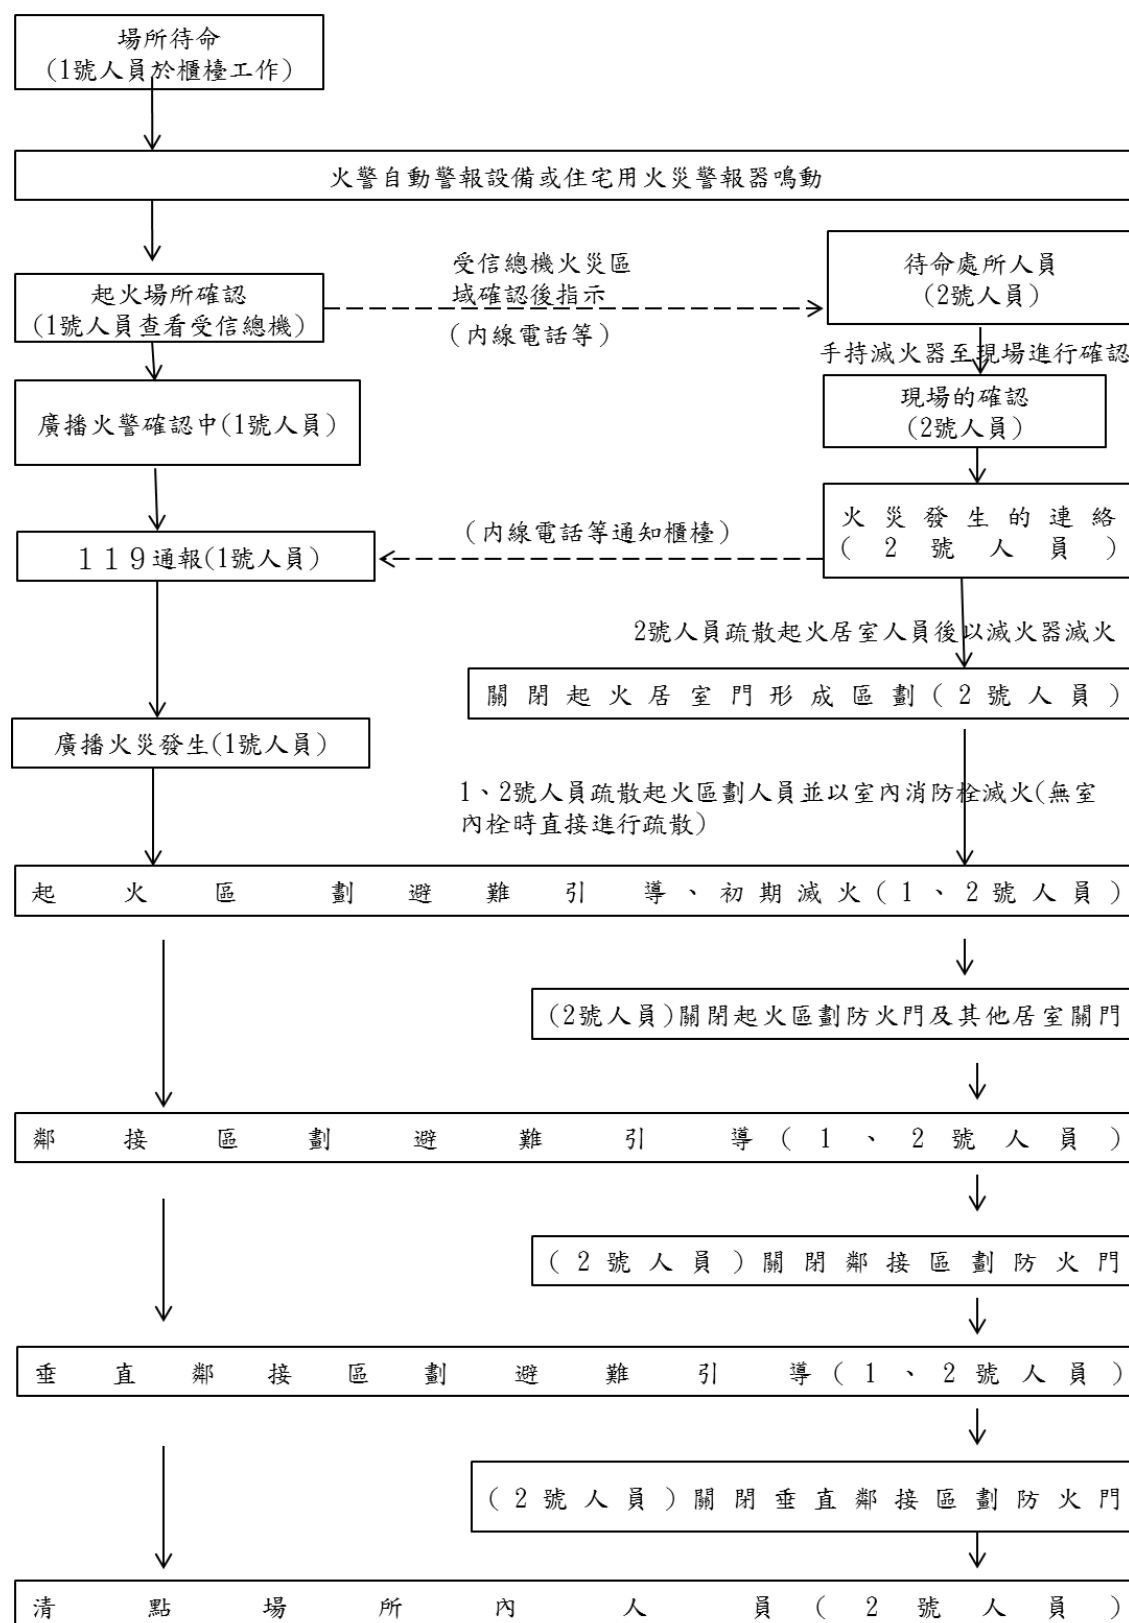 場所待命
(1號人員於櫃檯工作)
火警自動警報設備或住宅用火災警報器鳴動
受信總機火災區
域確認後指示
(內線電話等)
待命處所人員
(2號人員)
起火場所確認
(1號人員查看受信總機)
手持滅火器至現場進行確認
廣播火警確認中(1號人員)
現場的確認
(2號人員)
火災發生的連絡
(2號人員)
(內線電話等通知櫃檯)
119通報(1號人員)
2號人員疏散起火居室人員後以滅火器滅火
關閉起火居室門形成區劃(2號人員)
廣播火災發生(1號人員)
1、2號人員疏散起火區劃人員並以室內消防栓滅火(無室
內栓時直接進行疏散)
起火區劃避難引導、初期滅火(1、2號人員)
(2號人員)關閉起火區劃防火門及其他居室關門
鄰接區劃避難引導(1、2號人員)
(2號人員)關閉鄰接區劃防火門
垂直鄰接區劃避難引導(1、2號人員)
(2號人員)關閉垂直鄰接區劃防火門
清點場所內人員(2號人員)